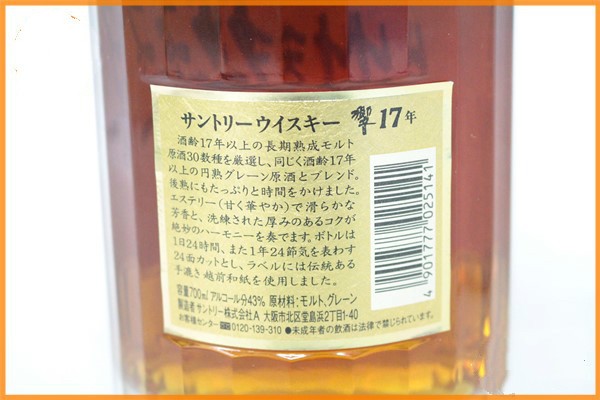 サントリーウイスキー 響 17年
酒齢17年以上の長期熟成モルト
原酒30数種を厳選し、同じく酒齢17年
以上の円熟グレーン原酒とブレンド。
後熟にもたっぷりと時間をかけました。
エステリー(甘く華やか)で滑らかな
芳香と、洗練された厚みのあるコクが
絶妙のハーモニーを奏でます。ボトルは
1日24時間、また1年24節気を表わす
24面カットとし、ラベルには伝統ある
手漉き越前和紙を使用しました。
容量700ml アルコール分43% 原材料:モルト、グレーン
製造者 サントリー株式会社A 大阪市北区堂島浜2丁目1-40
お客様センター 0120-139-310 ●未成年者の飲酒は法律で禁じられています。
4 901777 025141